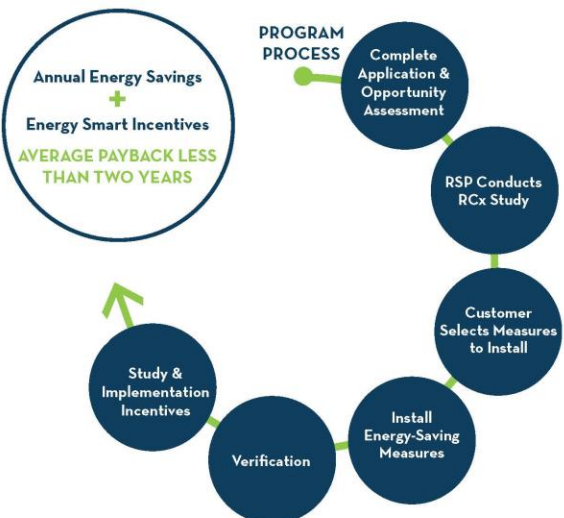 PROGRAM
PROCESS
Complete
Application &
Opportunity
Assessment
RSP Conducts
RCx Study
Customer
Selects Measures
to Install
Install
Energy-Saving
Measures
Verification
Study &
Implementation
Incentives
Annual Energy Savings
+
Energy Smart Incentives
AVERAGE PAYBACK LESS
THAN TWO YEARS